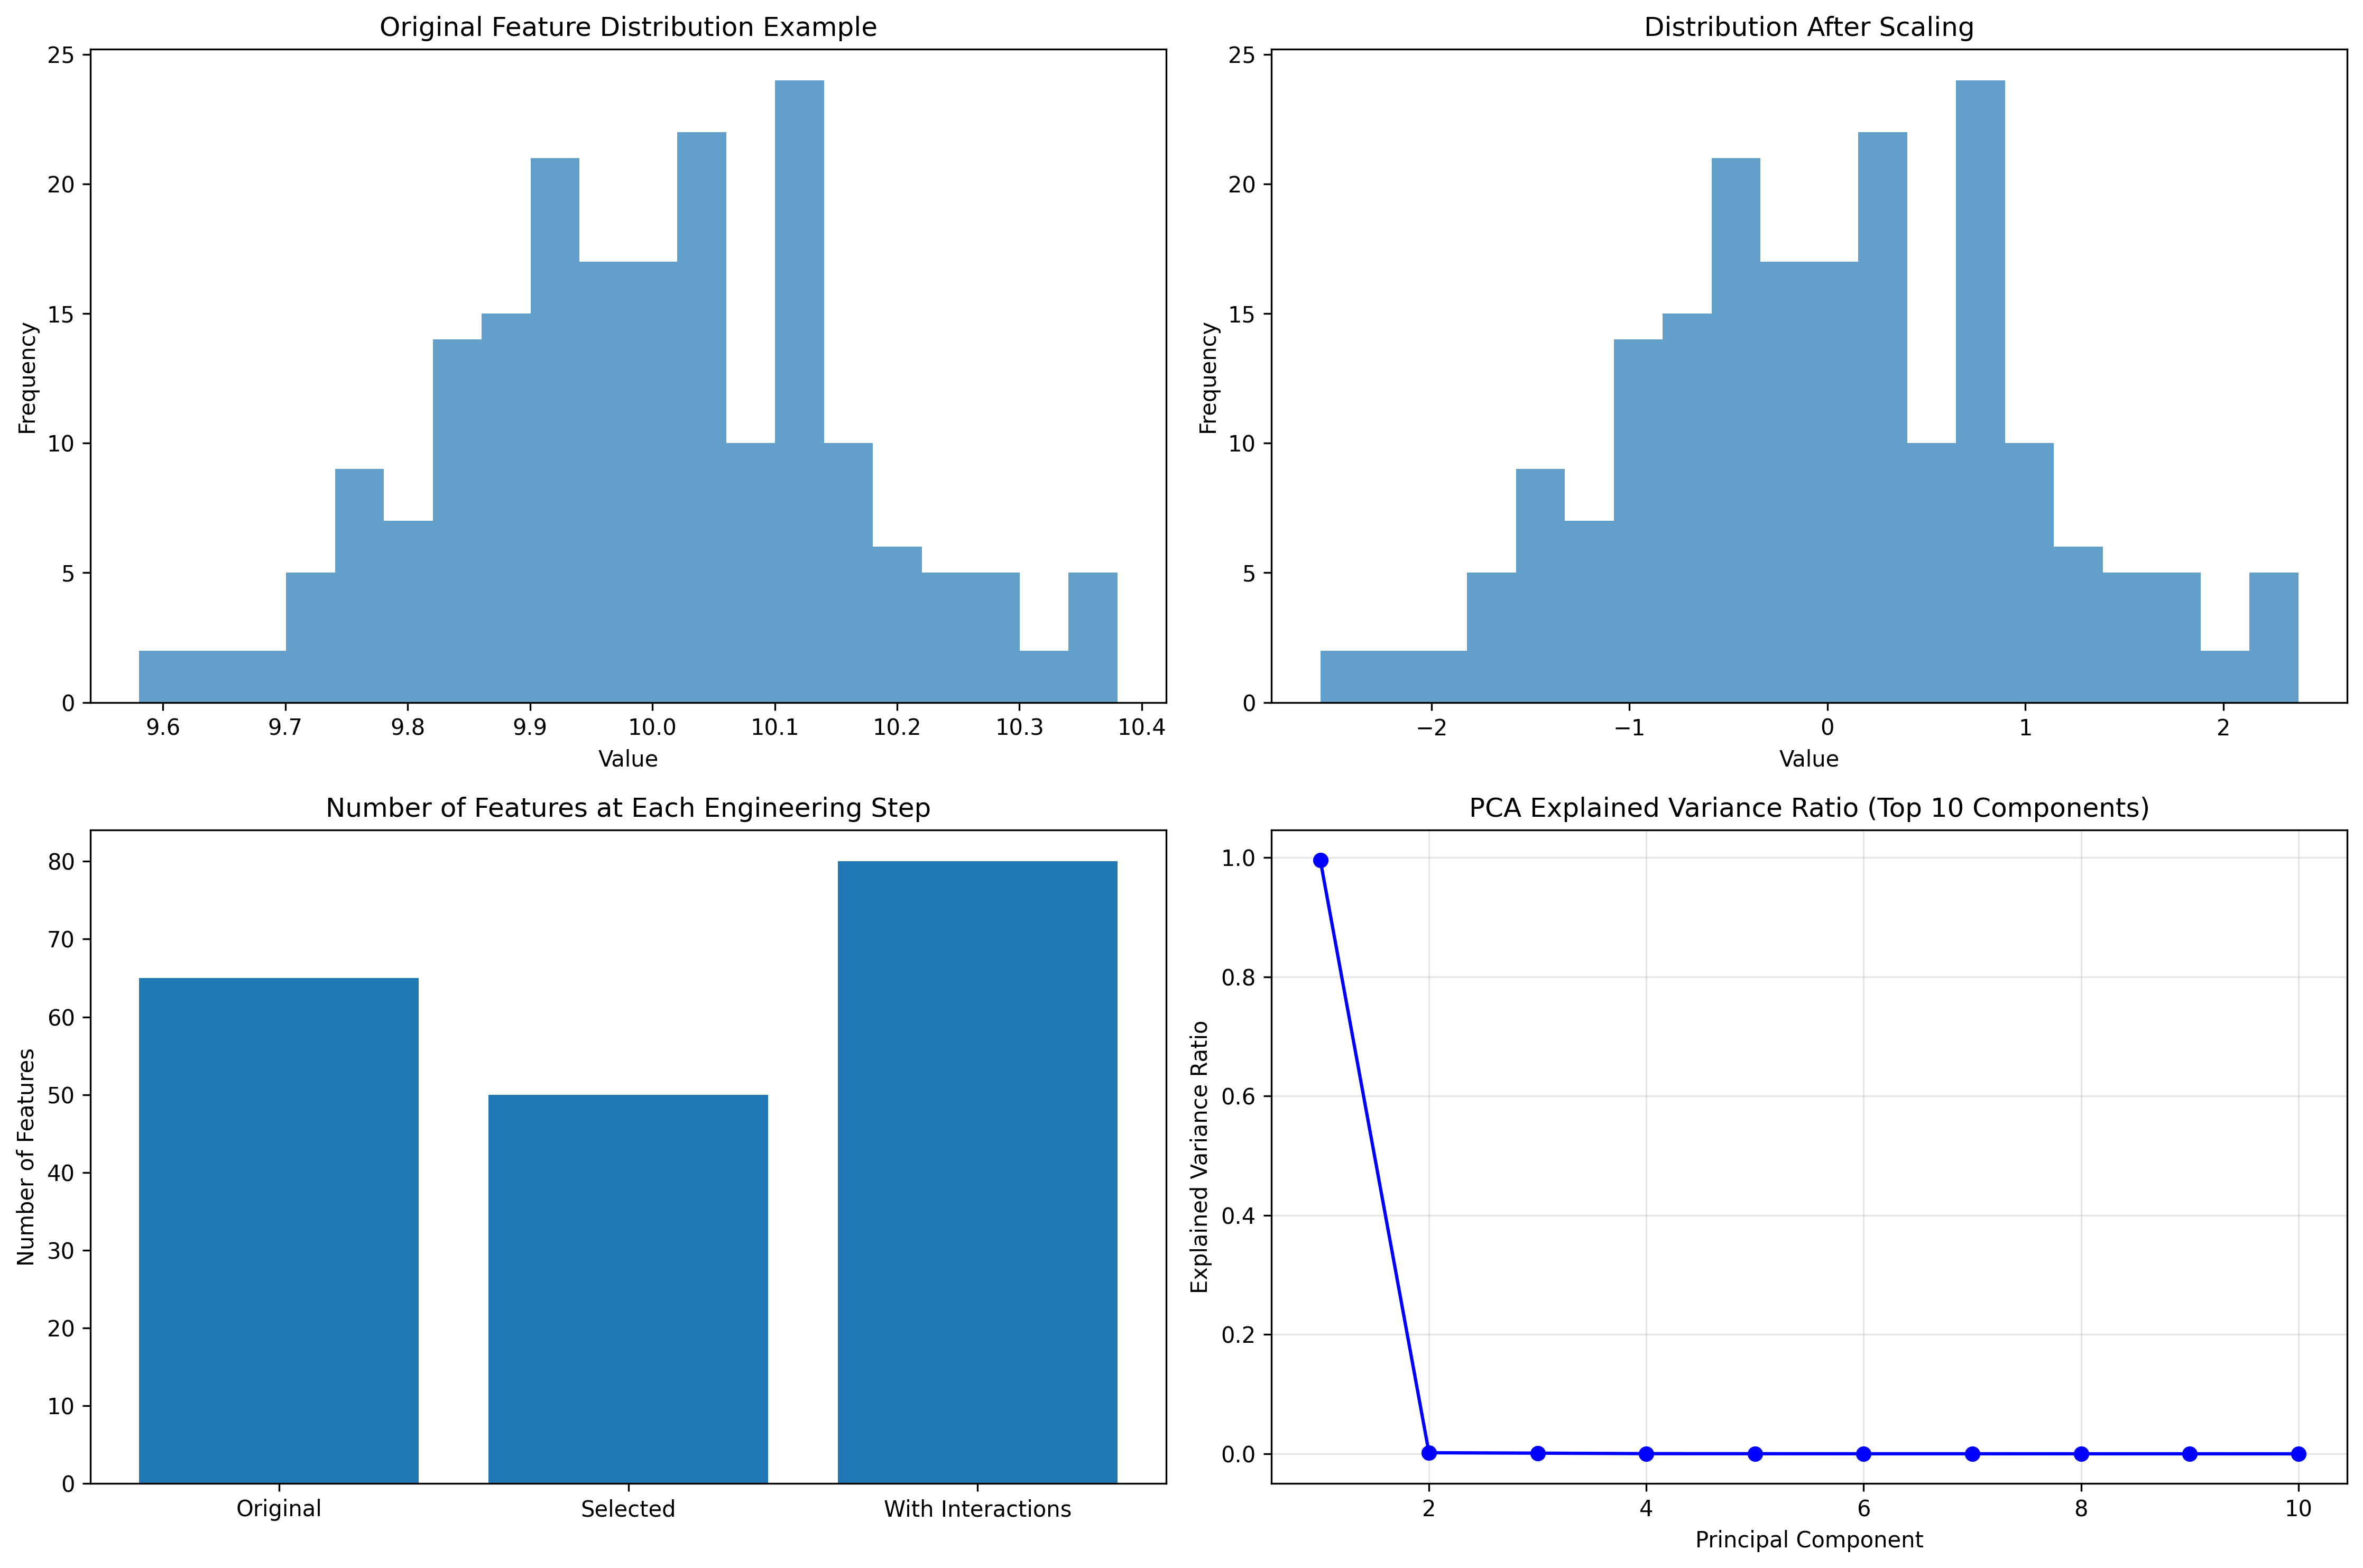 Original Feature Distribution Example
25
20
15
10
5
0
Frequency
9.6 9.7 9.8 9.9 10.0 10.1 10.2 10.3 10.4
Value
Distribution After Scaling
25
20
15
10
5
0
Frequency
−2 −1 0 1 2
Value
Number of Features at Each Engineering Step
80
70
60
50
40
30
20
10
0
Number of Features
Original Selected With Interactions
PCA Explained Variance Ratio (Top 10 Components)
1.0
0.8
0.6
0.4
0.2
0.0
Explained Variance Ratio
2 4 6 8 10
Principal Component